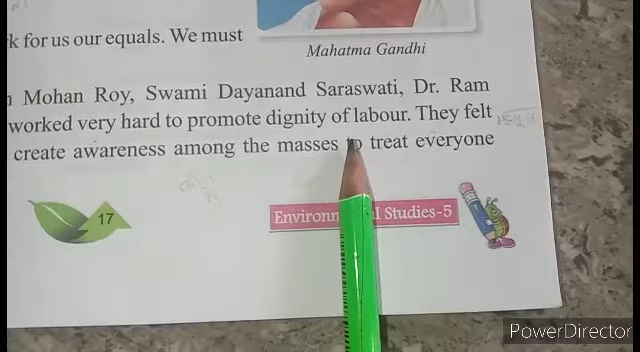 k for us our equals. We must
Mahatma Gandhi
Mohan Roy, Swami Dayanand Saraswati, Dr. Ram
worked very hard to promote dignity of labour. They felt
create awareness among the masses to treat everyone
17
Environmental Studies-5
PowerDirector